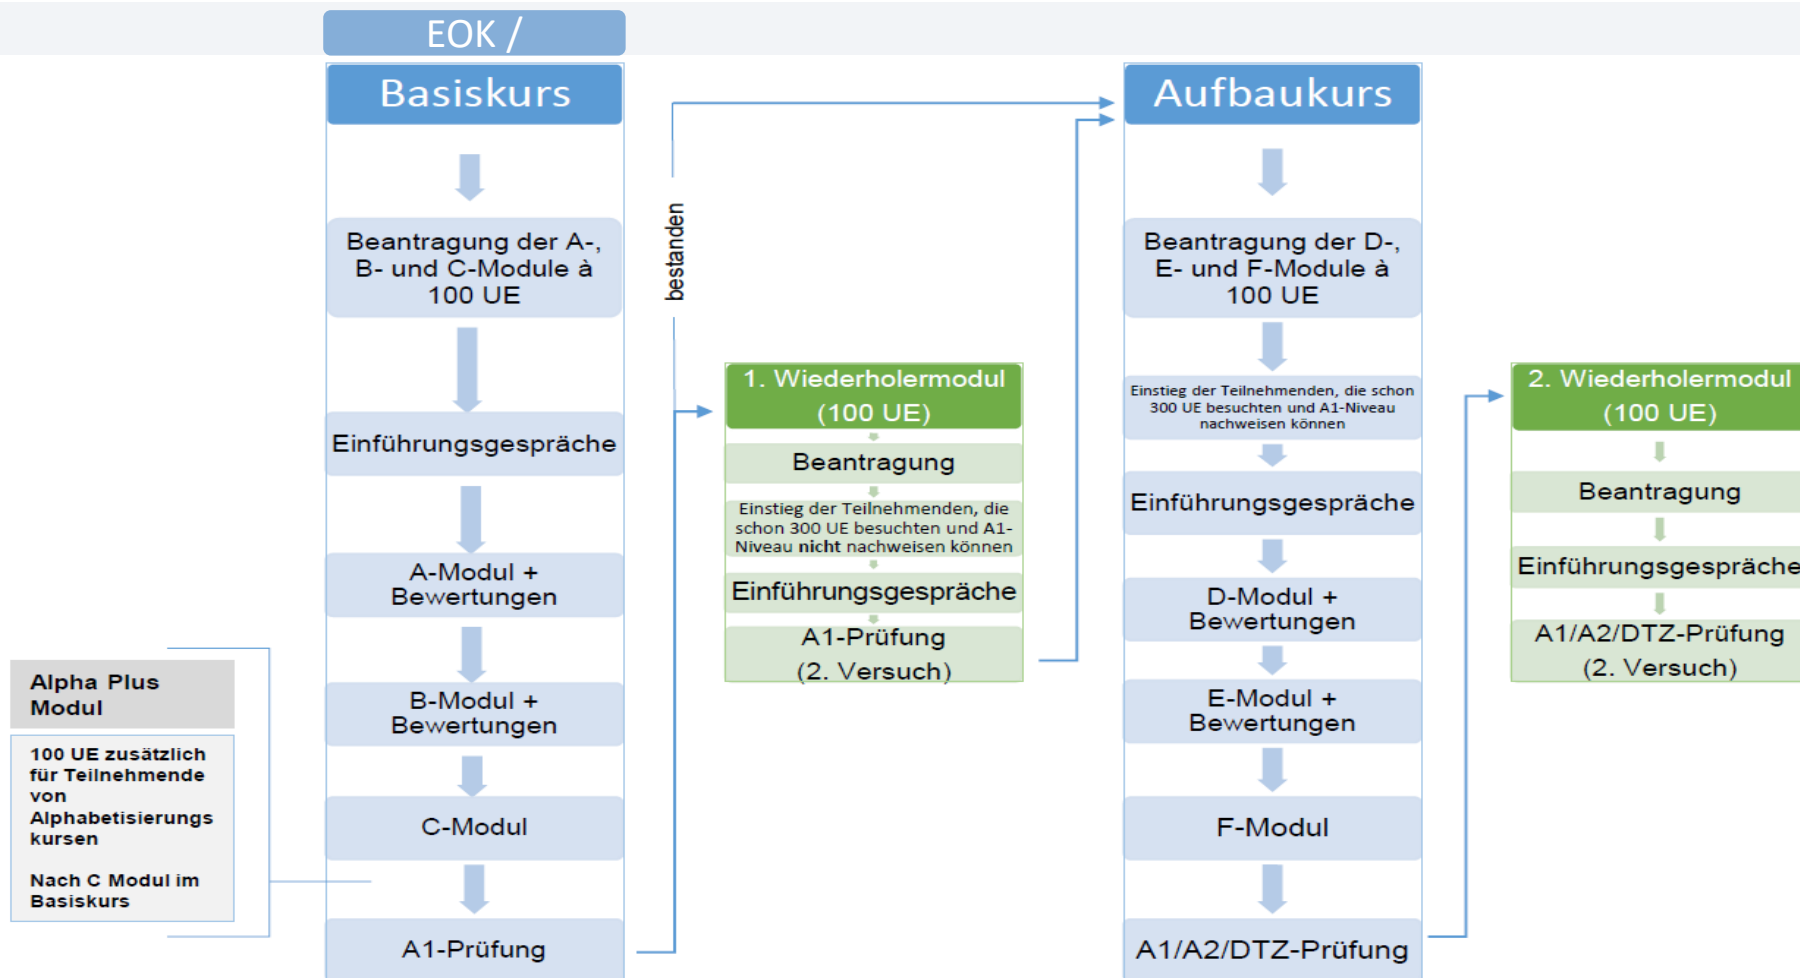 EOK /
Basiskurs
Beantragung der A-,
B- und C-Module à
100 UE
Einführungsgespräche
A-Modul +
Bewertungen
B-Modul +
Bewertungen
C-Modul
A1-Prüfung
Alpha Plus
Modul
100 UE zusätzlich
für Teilnehmende
von
Alphabetisierungs
kursen
Nach C Modul im
Basiskurs
bestanden
1. Wiederholermodul
(100 UE)
Beantragung
Einstieg der Teilnehmenden, die
schon 300 UE besuchten und A1-
Niveau nicht nachweisen können
Einführungsgespräche
A1-Prüfung
(2. Versuch)
Aufbaukurs
Beantragung der D-,
E- und F-Module à
100 UE
Einstieg der Teilnehmenden, die schon
300 UE besuchten und A1-Niveau
nachweisen können
Einführungsgespräche
D-Modul +
Bewertungen
E-Modul +
Bewertungen
F-Modul
A1/A2/DTZ-Prüfung
2. Wiederholermodul
(100 UE)
Beantragung
Einführungsgespräche
A1/A2/DTZ-Prüfung
(2. Versuch)